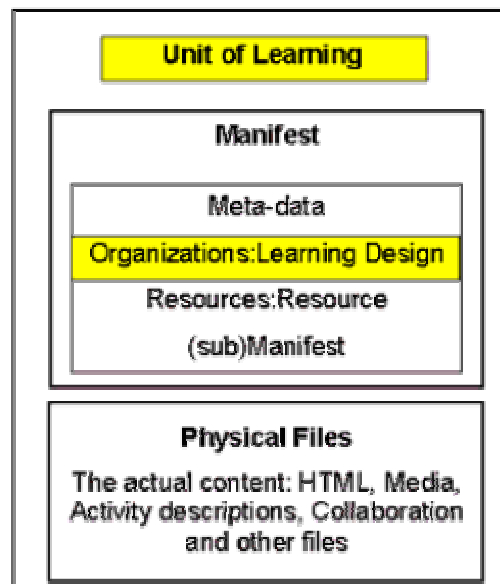 Unit of Learning
Manifest
Meta-data
Organizations:Learning Design
Resources:Resource
(sub)Manifest
Physical Files
The actual content: HTML, Media,
Activity descriptions, Collaboration
and other files